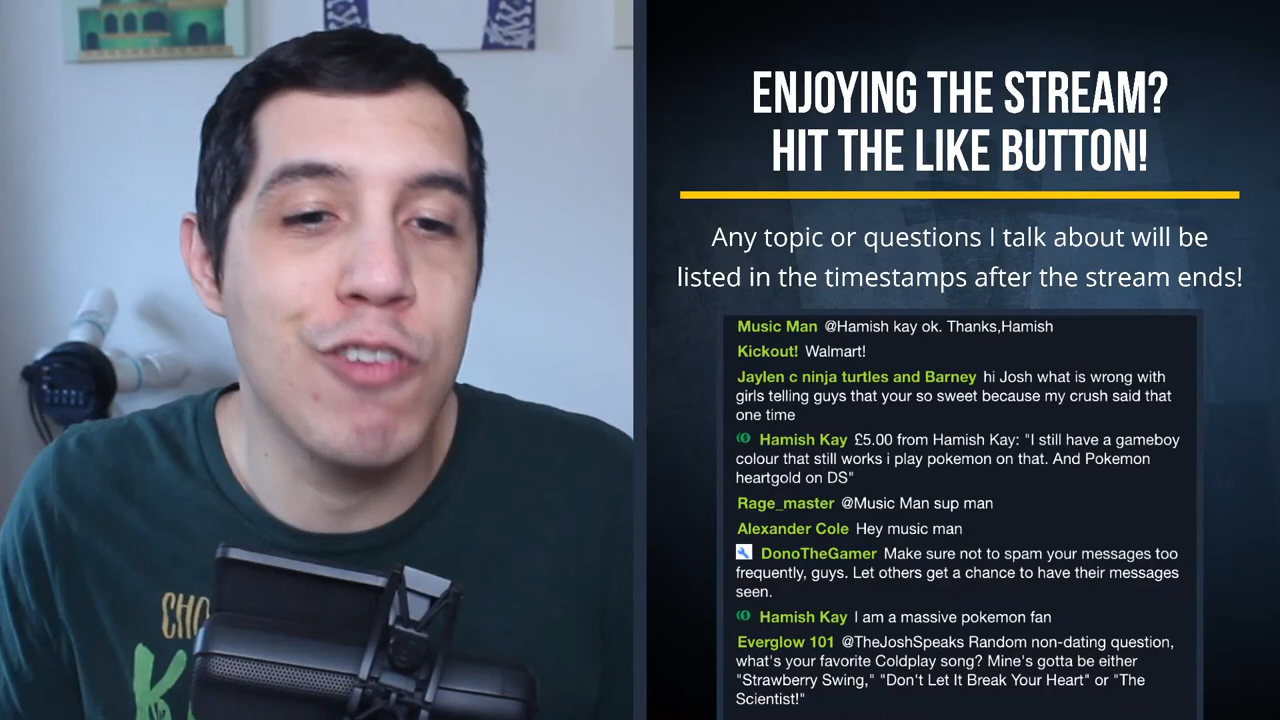 ENJOYING THE STREAM?
HIT THE LIKE BUTTON!
Any topic or questions I talk about will be
listed in the timestamps after the stream ends!
Music Man @Hamish kay ok. Thanks,Hamish
Kickout! Walmart!
Jaylen c ninja turtles and Barney hi Josh what is wrong with
girls telling guys that your so sweet because my crush said that
one time
Hamish Kay £5.00 from Hamish Kay: "I still have a gameboy
colour that still works i play pokemon on that. And Pokemon
heartgold on DS"
Rage_master @Music Man sup man
Alexander Cole Hey music man
DonoTheGamer Make sure not to spam your messages too
frequently, guys. Let others get a chance to have their messages
seen.
Hamish Kay I am a massive pokemon fan
Everglow 101 @TheJoshSpeaks Random non-dating question,
what's your favorite Coldplay song? Mine's gotta be either
"Strawberry Swing," "Don't Let It Break Your Heart" or "The
Scientist!"